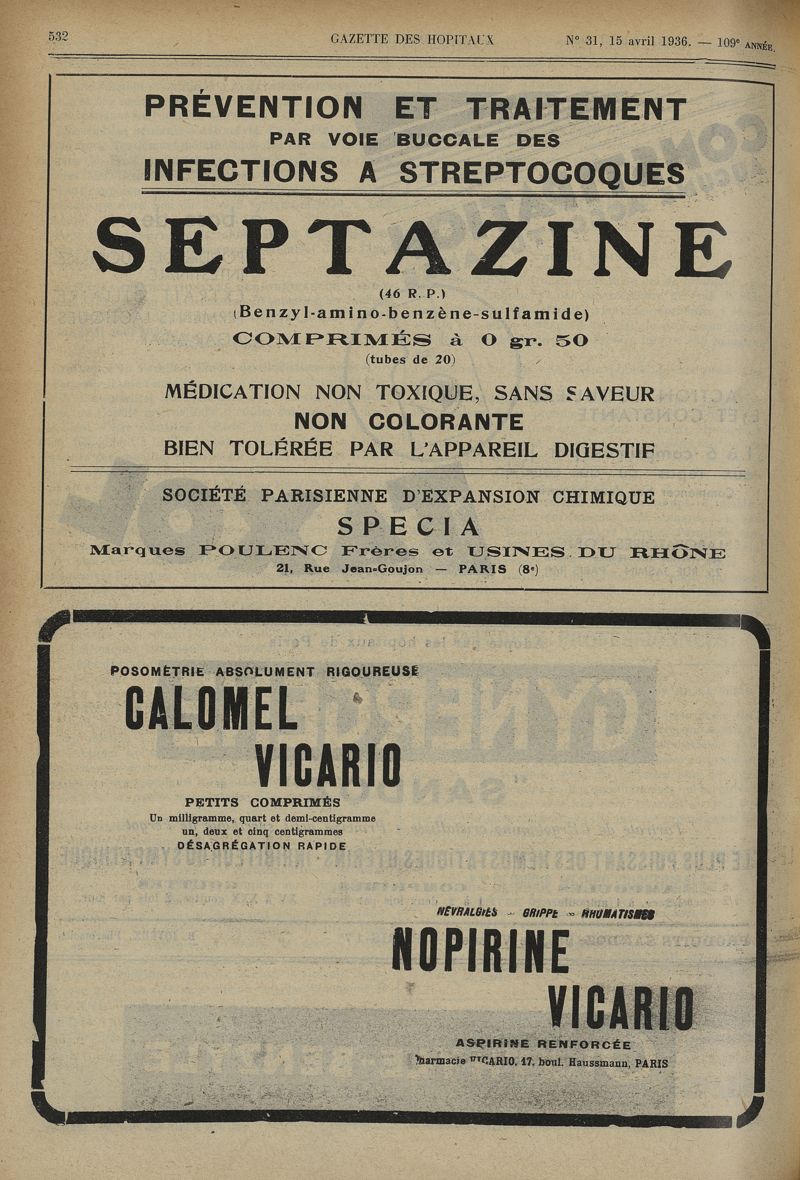 532
GAZETTE DES HOPITAUX
N° 31, 15 avril 1936. — 109e ANNÉE.
PRÉVENTION ET TRAITEMENT
PAR VOIE BUCCALE DES
INFECTIONS A STREPTOCOQUES
SEPTAZINE
(46 R. P.)
(Benzyl-amino-benzène-sulfamide)
COMPRIMÉS à 0 gr. 50
(tubes de 20)
MÉDICATION NON TOXIQUE, SANS SAVEUR
NON COLORANTE
BIEN TOLÉRÉE PAR L'APPAREIL DIGESTIF
SOCIÉTÉ PARISIENNE D'EXPANSION CHIMIQUE
SPECIA
Marques POULENC Frères et USINES DU RHÔNE
21, Rue Jean-Goujon — PARIS (8e)
POSOMÉTRIE ABSOLUMENT RIGOUREUSE
CALOMEL
VICARIO
PETITS COMPRIMÉS
Un milligramme, quart et demi-centigramme
un, deux et cinq centigrammes
DÉSAGRÉGATION RAPIDE
NÉVRALGIES - GRIPPE - RHUMATISMES
NOPIRINE
VICARIO
ASPIRINE RENFORCÉE
Pharmacie VICARIO, 17, boul. Haussmann, PARIS